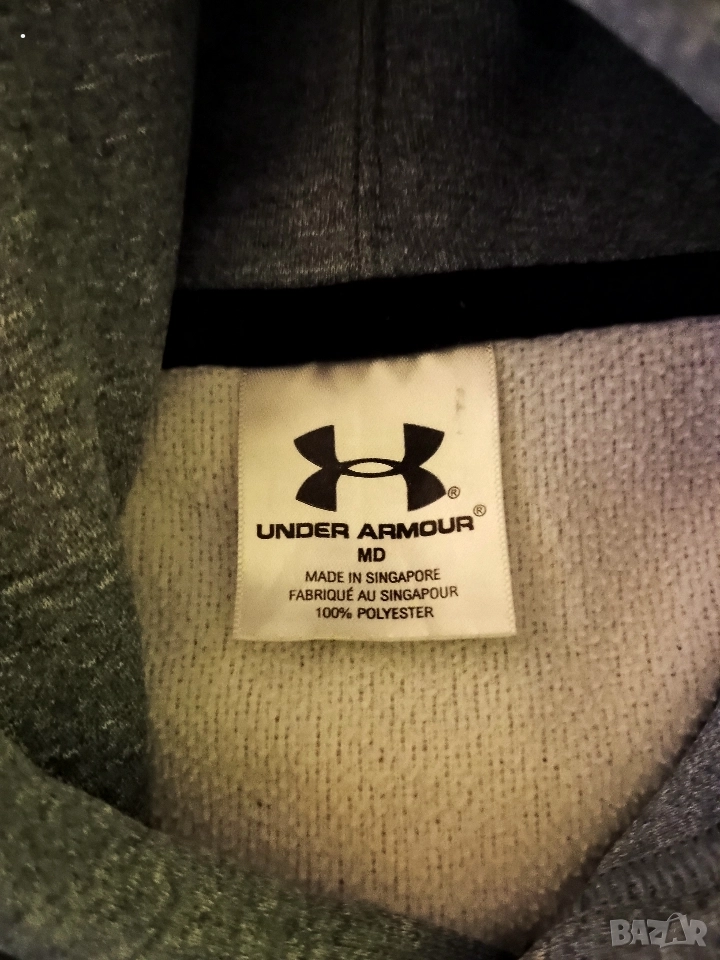 ®
UNDER ARMOUR®
MD
MADE IN SINGAPORE
FABRIQUÉ AU SINGAPOUR
100% POLYESTER
BAZAR